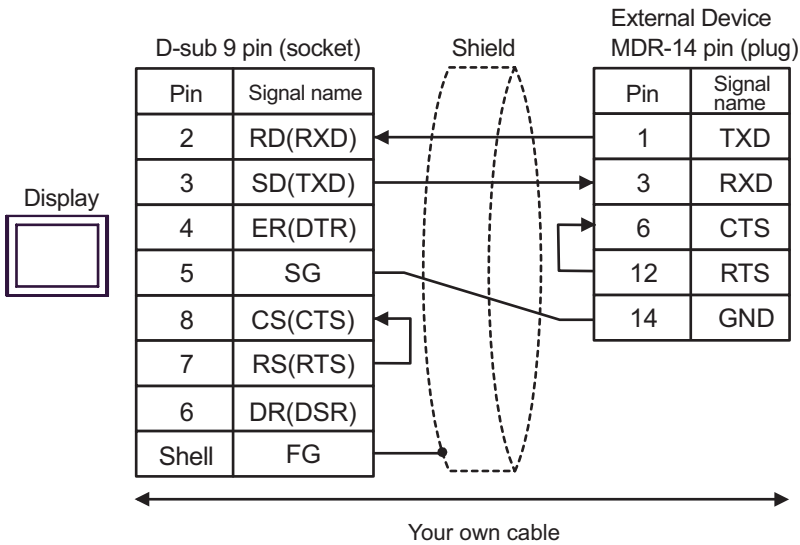 External Device
D-sub 9 pin (socket) Shield MDR-14 pin (plug)
Pin Signal name Pin Signal name
2 RD(RXD) 1 TXD
3 SD(TXD) 3 RXD
Display
4 ER(DTR) 6 CTS
5 SG 12 RTS
8 CS(CTS) 14 GND
7 RS(RTS)
6 DR(DSR)
Shell FG
Your own cable